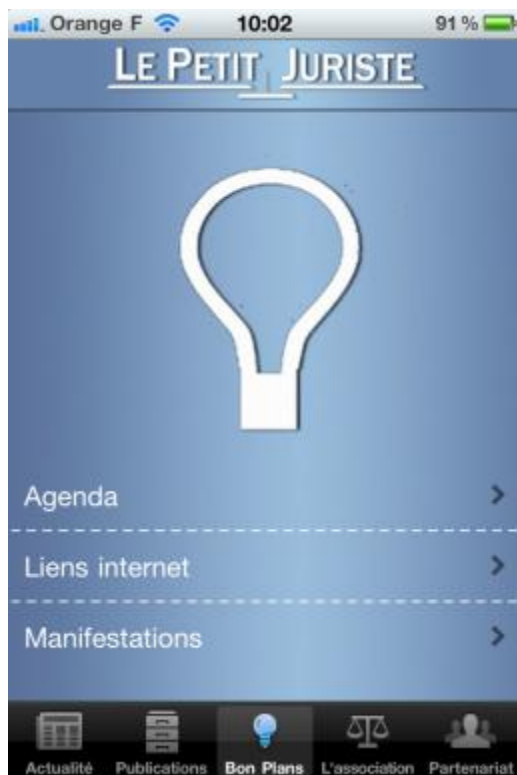 Orange F 10:02 91 %
LE PETIT JURISTE
Agenda
Liens internet
Manifestations
Actualité Publications Bon Plans L'association Partenariat